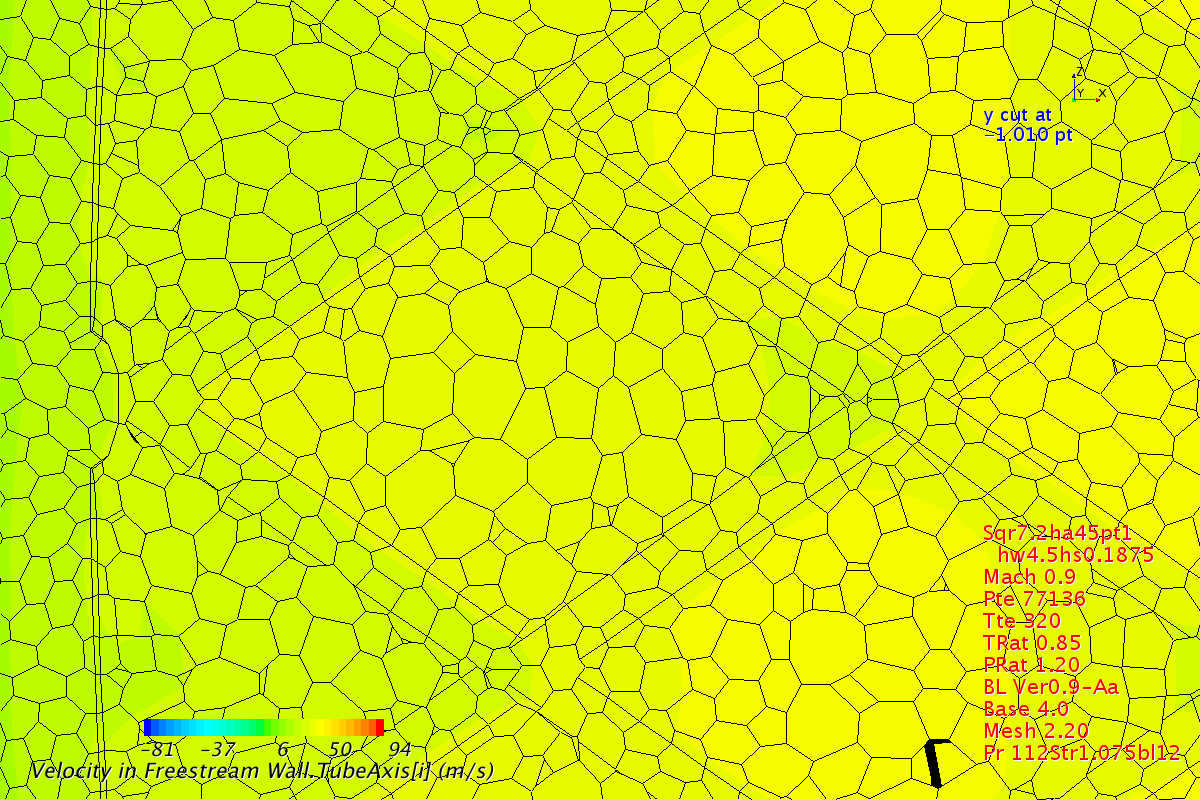 Z
Y X
y cut at
-1.010 pt
Sqr7.2ha45pt1
hw4.5hs0.1875
Mach 0.9
Pte 77136
Tte 320
TRat 0.85
PRat 1.20
BL Ver0.9-Aa
Base 4.0
Mesh 2.20
Pr 112Str1.075bl12
-81 -37 6 50 94
Velocity in Freestream Wall.TubeAxis[i] (m/s)